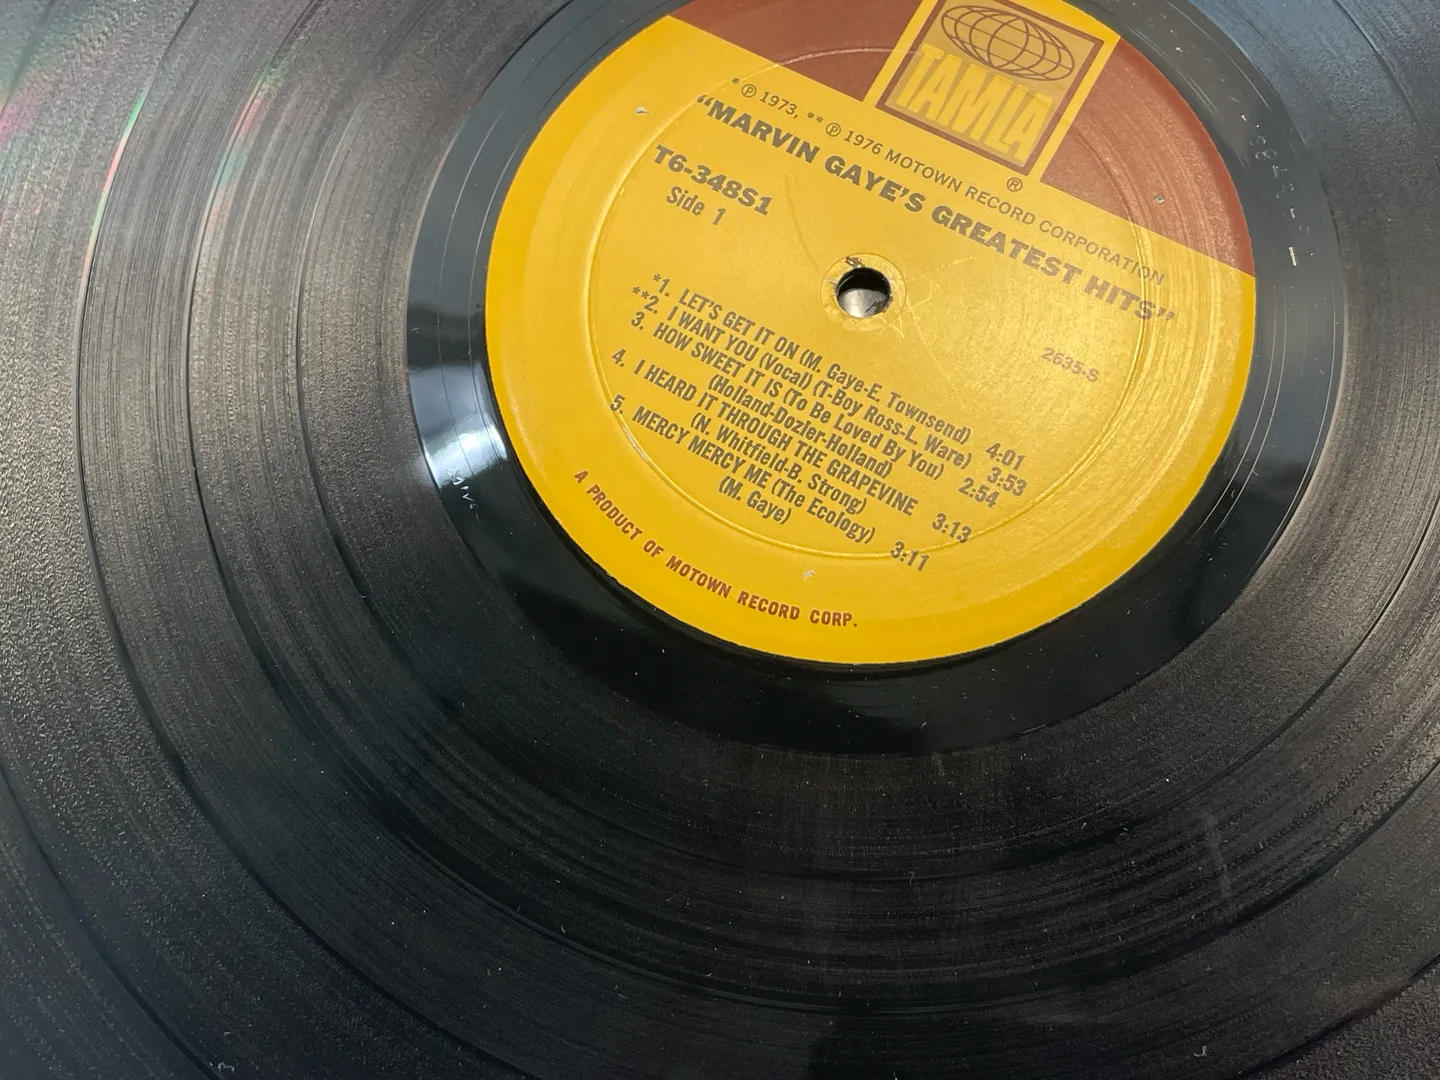 TAMLA
®
* ℗ 1973, ** ℗ 1976 MOTOWN RECORD CORPORATION
"MARVIN GAYE'S GREATEST HITS"
T6-348S1
Side 1
2635-S
*1. LET'S GET IT ON (M. Gaye-E. Townsend) 4:01
**2. I WANT YOU (Vocal) (T-Boy Ross-L. Ware) 3:53
3. HOW SWEET IT IS (To Be Loved By You)
(Holland-Dozier-Holland) 2:54
4. I HEARD IT THROUGH THE GRAPEVINE
(N. Whitfield-B. Strong) 3:13
5. MERCY MERCY ME (The Ecology)
(M. Gaye) 3:11
A PRODUCT OF MOTOWN RECORD CORP.